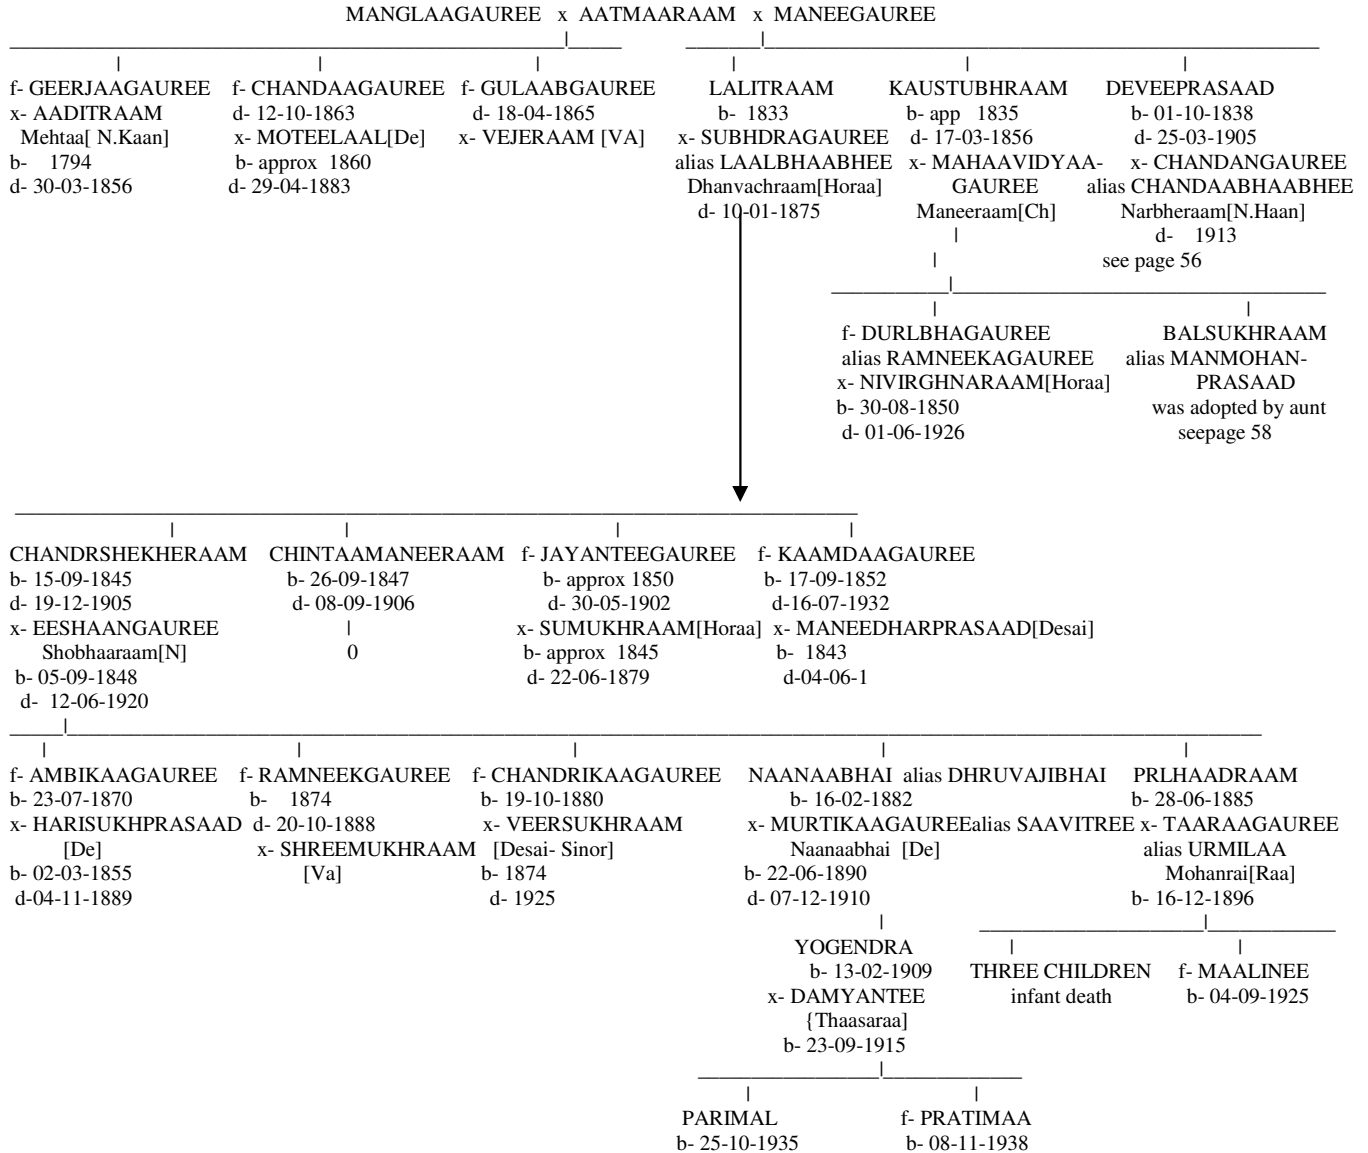 MANGLAAGAUREE x AATMAARAAM x MANEEGAUREE
f- GEERJAAGAUREE f- CHANDAAGAUREE f- GULAABGAUREE LALITRAAM KAUSTUBHRAAM DEVEEPRASAAD
x- AADITRAAM d- 12-10-1863 d- 18-04-1865 b- 1833 b- app 1835 b- 01-10-1838
Mehtaa[ N.Kaan] x- MOTEELAAL[De] x- VEJERAAM [VA] x- SUBHDRAGAUREE d- 17-03-1856 d- 25-03-1905
b- 1794 b- approx 1860 alias LAALBHAABHEE x- MAHAAVIDYAA- x- CHANDANGAUREE
d- 30-03-1856 d- 29-04-1883 Dhanvachraam[Horaa] GAUREE alias CHANDAABHAABHEE
d- 10-01-1875 Maneeraam[Ch] Narbheraam[N.Haan]
d- 1913
see page 56
f- DURLBHAGAUREE BALSUKHRAAM
alias RAMNEEKAGAUREE alias MANMOHAN-
x- NIVIRGHNARAAM[Horaa] PRASAAD
b- 30-08-1850 was adopted by aunt
d- 01-06-1926 seepage 58
CHANDRSHEKHERAAM CHINTAAMANEERAAM f- JAYANTEEGAUREE f- KAAMDAAGAUREE
b- 15-09-1845 b- 26-09-1847 b- approx 1850 b- 17-09-1852
d- 19-12-1905 d- 08-09-1906 d- 30-05-1902 d-16-07-1932
x- EESHAANGAUREE x- SUMUKHRAAM[Horaa] x- MANEEDHARPRASAAD[Desai]
Shobhaaraam[N] 0 b- approx 1845 b- 1843
b- 05-09-1848 d- 22-06-1879 d-04-06-1
d- 12-06-1920
f- AMBIKAAGAUREE f- RAMNEEKGAUREE f- CHANDRIKAAGAUREE NAANAABHAI alias DHRUVAJIBHAI PRLHAADRAAM
b- 23-07-1870 b- 1874 b- 19-10-1880 b- 16-02-1882 b- 28-06-1885
x- HARISUKHPRASAAD d- 20-10-1888 x- VEERSUKHRAAM x- MURTIKAAGAUREEalias SAAVITREE x- TAARAAGAUREE
[De] x- SHREEMUKHRAAM [Desai- Sinor] Naanaabhai [De] alias URMILAA
b- 02-03-1855 [Va] b- 1874 b- 22-06-1890 Mohanrai[Raa]
d-04-11-1889 d- 1925 d- 07-12-1910 b- 16-12-1896
YOGENDRA THREE CHILDREN f- MAALINEE
b- 13-02-1909 infant death b- 04-09-1925
x- DAMYANTEE
{Thaasaraa]
b- 23-09-1915
PARIMAL f- PRATIMAA
b- 25-10-1935 b- 08-11-1938